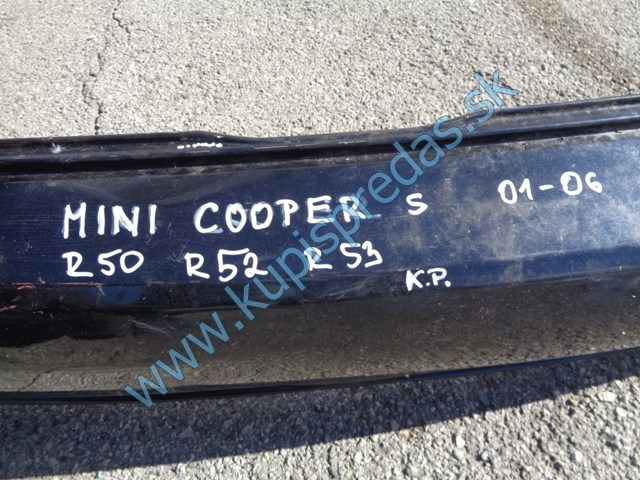 MINI COOPER S 01-06
R50 R52 R53
K.P.
www.kupispredas.sk